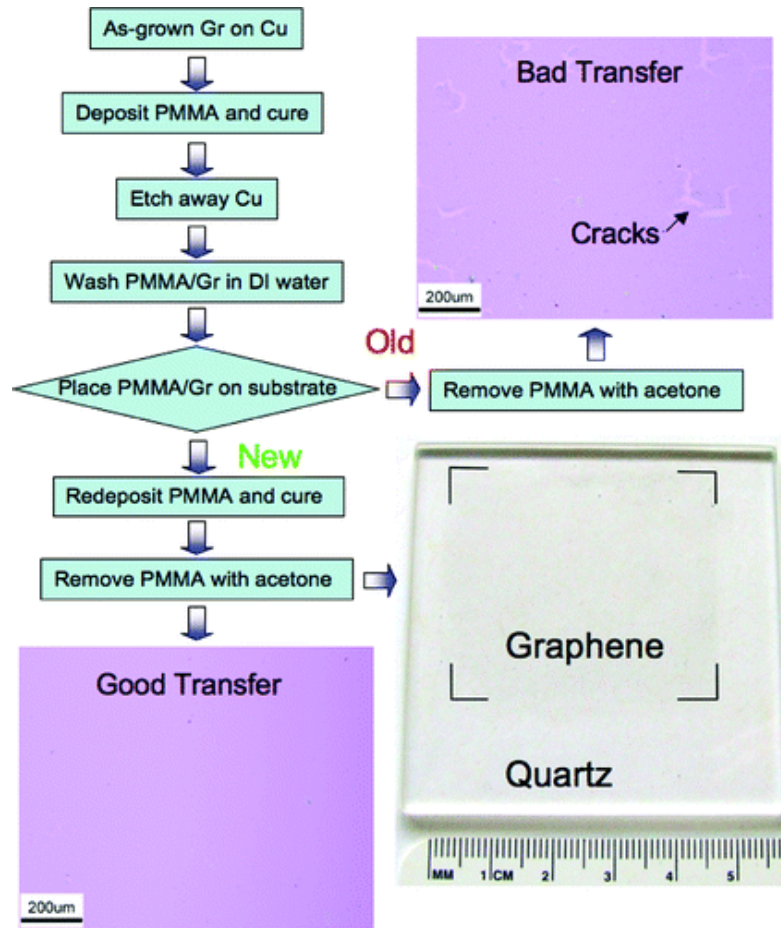 As-grown Gr on Cu
Deposit PMMA and cure
Etch away Cu
Wash PMMA/Gr in DI water
Place PMMA/Gr on substrate
Old
Remove PMMA with acetone
Bad Transfer
Cracks
200um
New
Redeposit PMMA and cure
Remove PMMA with acetone
Good Transfer
200um
Graphene
Quartz
MM 1 CM 2 3 4 5